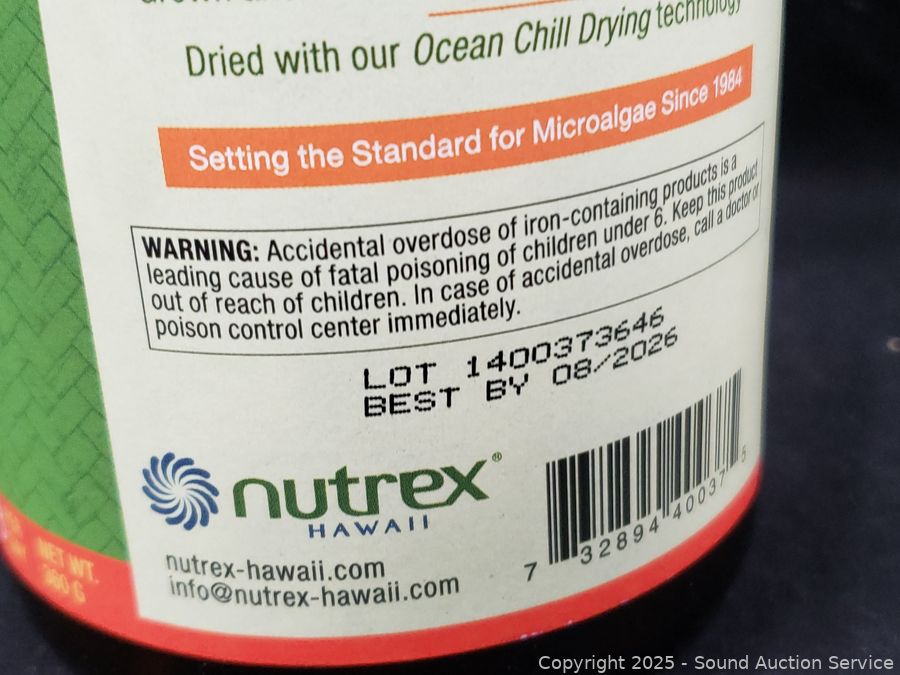 Dried with our Ocean Chill Drying technology
Setting the Standard for Microalgae Since 1984
WARNING: Accidental overdose of iron-containing products is a
leading cause of fatal poisoning of children under 6. Keep this product
out of reach of children. In case of accidental overdose, call a doctor or
poison control center immediately.
LOT 1400373646
BEST BY 08/2026
nutrex®
HAWAII
nutrex-hawaii.com
info@nutrex-hawaii.com
7 32894 40037 5
NET WT.
360 G
Copyright 2025 - Sound Auction Service